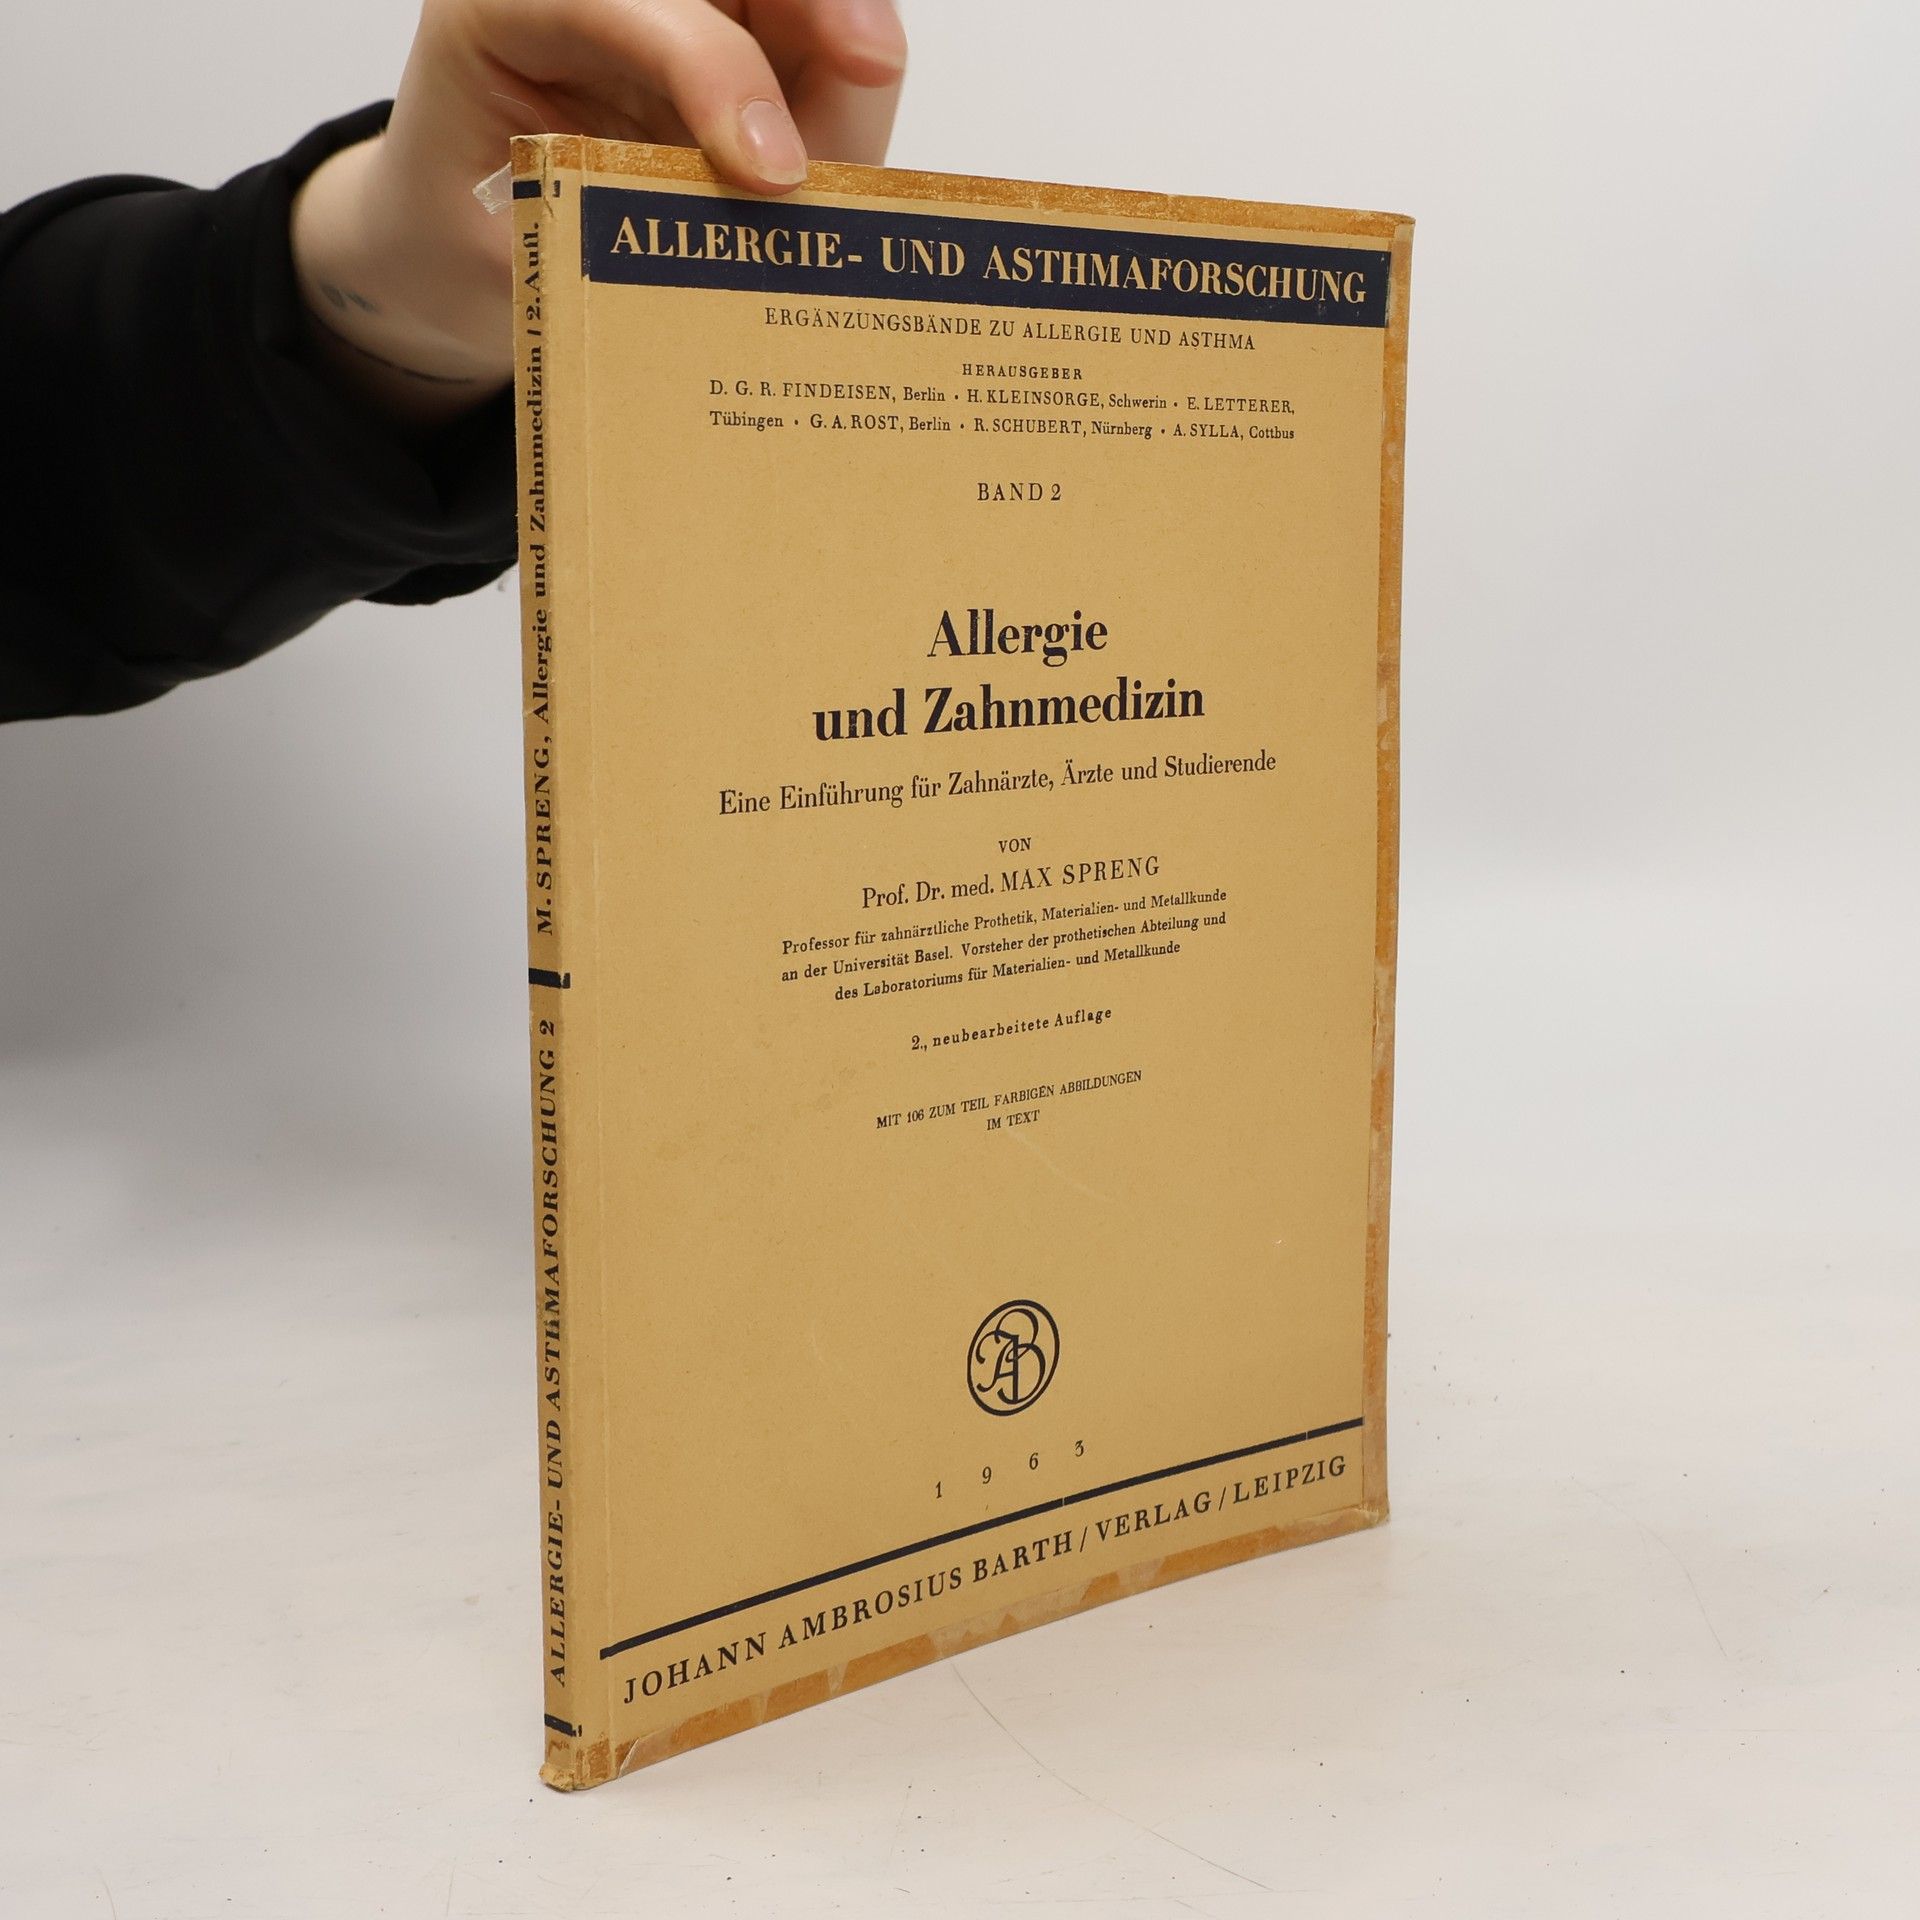 ALLERGIE- UND ASTHMAFORSCHUNG
ERGÄNZUNGSBÄNDE ZU ALLERGIE UND ASTHMA
HERAUSGEBER
D. G. R. FINDEISEN, Berlin · H. KLEINSORGE, Schwerin · E. LETTERER,
Tübingen · G. A. ROST, Berlin · R. SCHUBERT, Nürnberg · A. SYLLA, Cottbus
BAND 2
Allergie
und Zahnmedizin
Eine Einführung für Zahnärzte, Ärzte und Studierende
VON
Prof. Dr. med. MAX SPRENG
Professor für zahnärztliche Prothetik, Materialien- und Metallkunde
an der Universität Basel. Vorsteher der prothetischen Abteilung und
des Laboratoriums für Materialien- und Metallkunde
2., neubearbeitete Auflage
MIT 106 ZUM TEIL FARBIGEN ABBILDUNGEN
IM TEXT
JAB
1963
JOHANN AMBROSIUS BARTH / VERLAG / LEIPZIG
ALLERGIE- UND ASTHMAFORSCHUNG 2
M. SPRENG, Allergie und Zahnmedizin / 2. Aufl.